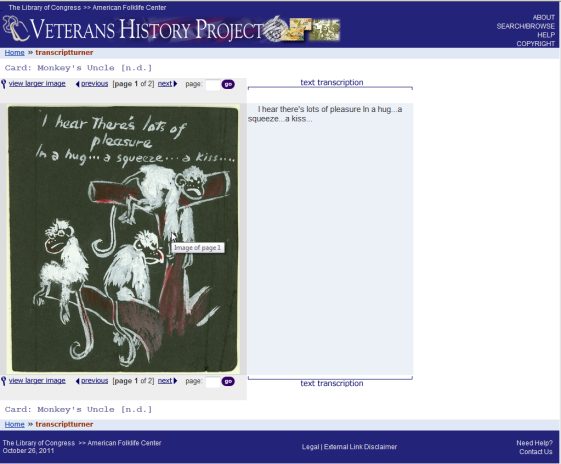 The Library of Congress >> American Folklife Center
VETERANS HISTORY PROJECT
ABOUT
SEARCH/BROWSE
HELP
COPYRIGHT
Home » transcriptturner
Card: Monkey's Uncle [n.d.]
view larger image previous [page 1 of 2] next page: go
text transcription
I hear There's lots of
pleasure
In a hug... a squeeze... a kiss....
Image of page 1
I hear there's lots of pleasure In a hug...a
squeeze...a kiss...
view larger image previous [page 1 of 2] next page: go
text transcription
Card: Monkey's Uncle [n.d.]
Home » transcriptturner
The Library of Congress >> American Folklife Center
October 26, 2011
Legal | External Link Disclaimer
Need Help?
Contact Us